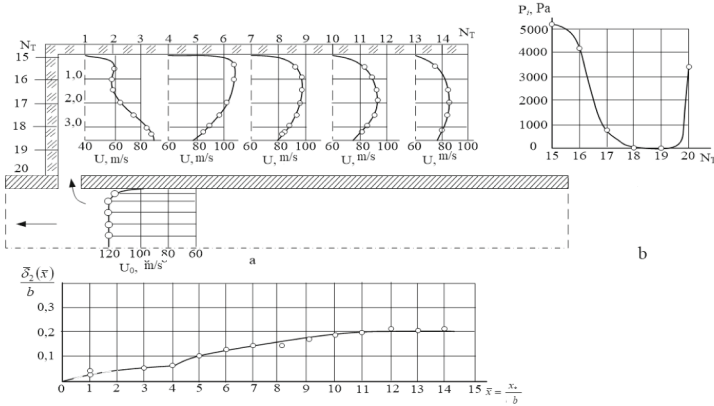 N_T 1 2 3 4 5 6 7 8 9 10 11 12 13 14 N_T
15
16
17
18
19
20
1,0
2,0
3,0
40 60 80 60 80 100 60 80 100 60 80 100 60 80
U, m/s U, m/s U, m/s U, m/s U, m/s
120 100 80 60
U₀, m/s
a
P_i, Pa
5000
4000
3000
2000
1000
0
15 16 17 18 19 20 N_T
b
δ̄₂(x̄)
b
0,3
0,2
0,1
0 1 2 3 4 5 6 7 8 9 10 11 12 13 14 15 x̄ = x₊
b